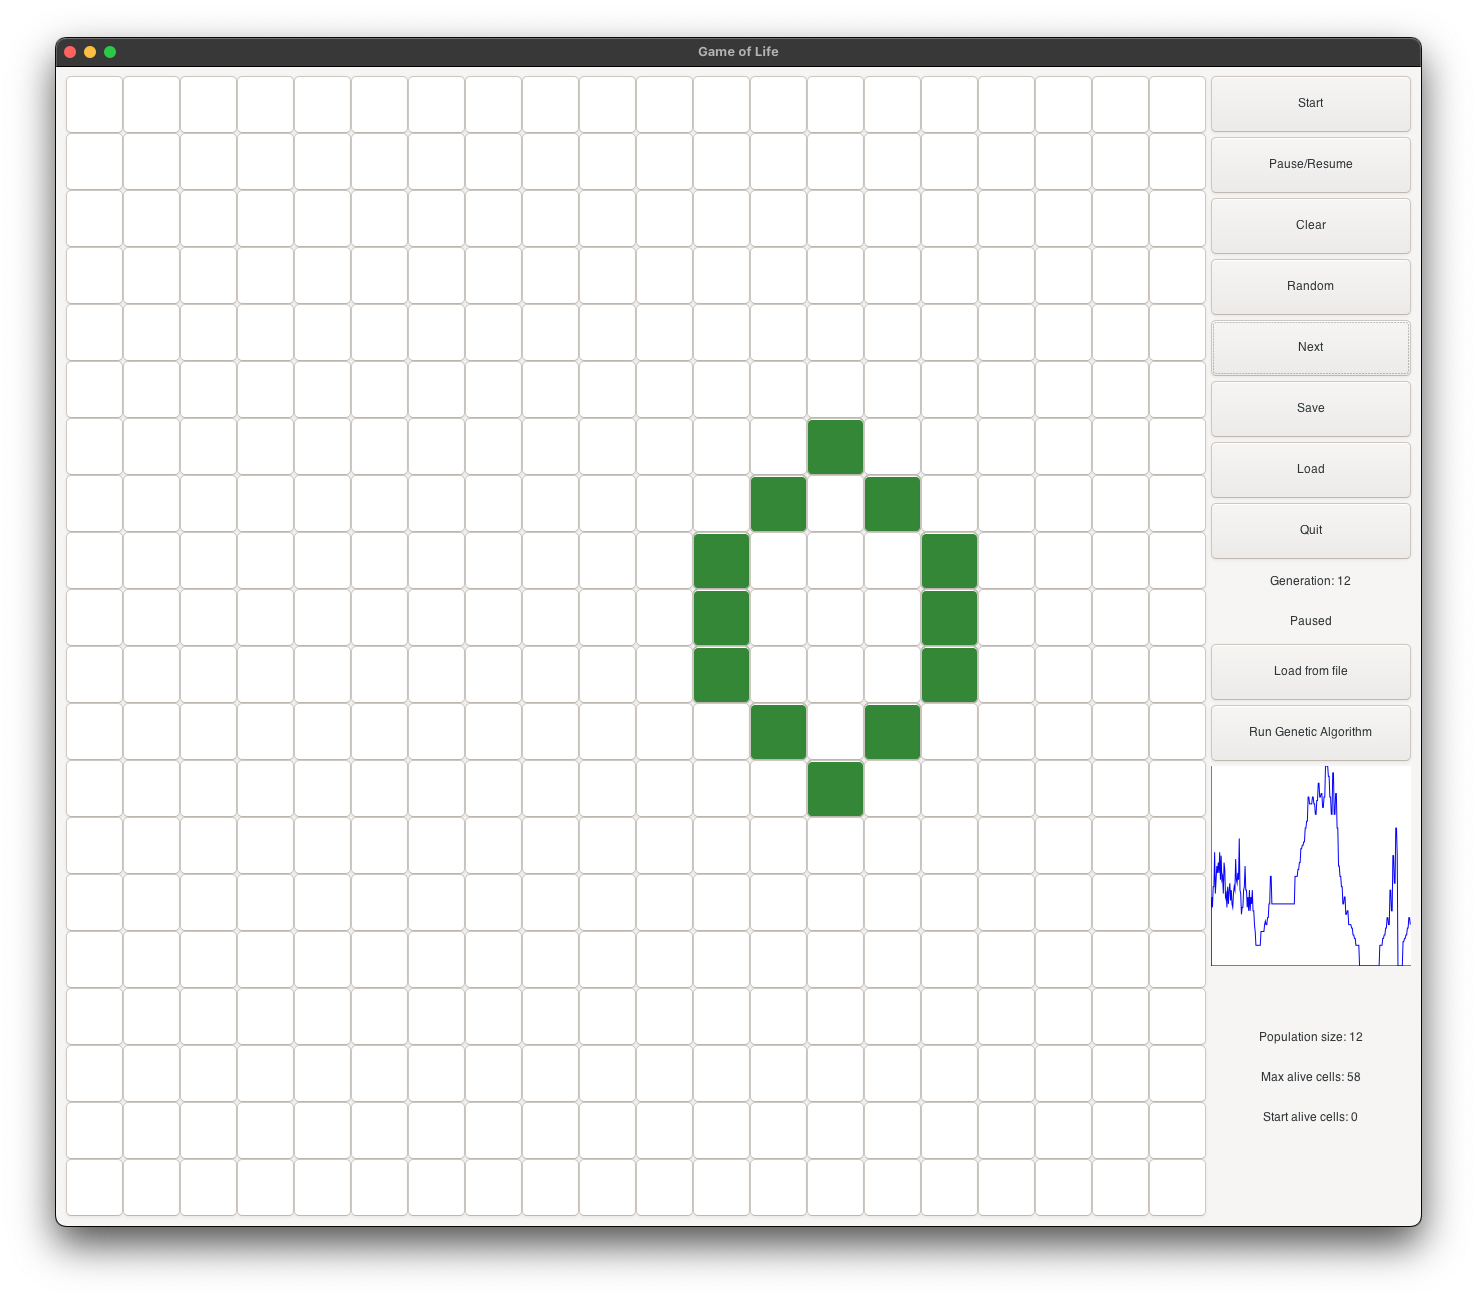 Game of Life
Start
Pause/Resume
Clear
Random
Next
Save
Load
Quit
Generation: 12
Paused
Load from file
Run Genetic Algorithm
Population size: 12
Max alive cells: 58
Start alive cells: 0